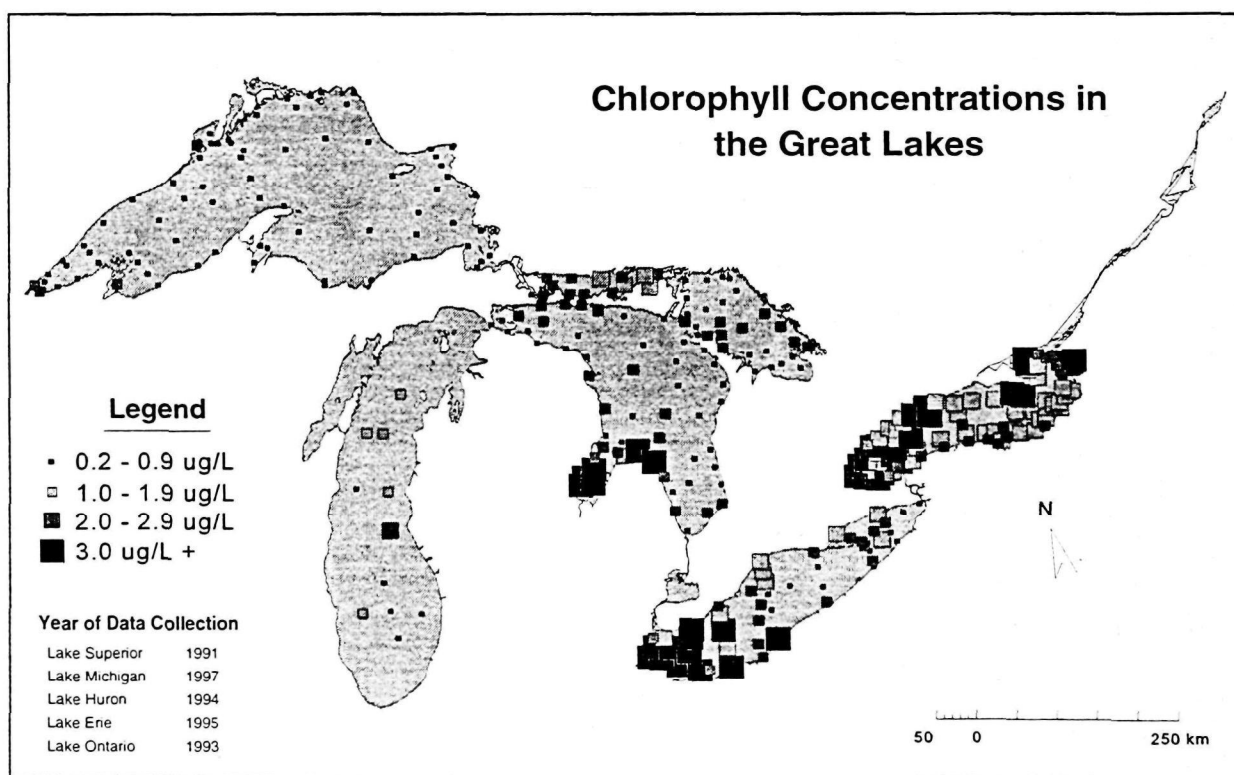 Chlorophyll Concentrations in
the Great Lakes
Legend
0.2 - 0.9 ug/L
1.0 - 1.9 ug/L
2.0 - 2.9 ug/L
3.0 ug/L +
Year of Data Collection
Lake Superior 1991
Lake Michigan 1997
Lake Huron 1994
Lake Erie 1995
Lake Ontario 1993
N
50 0 250 km